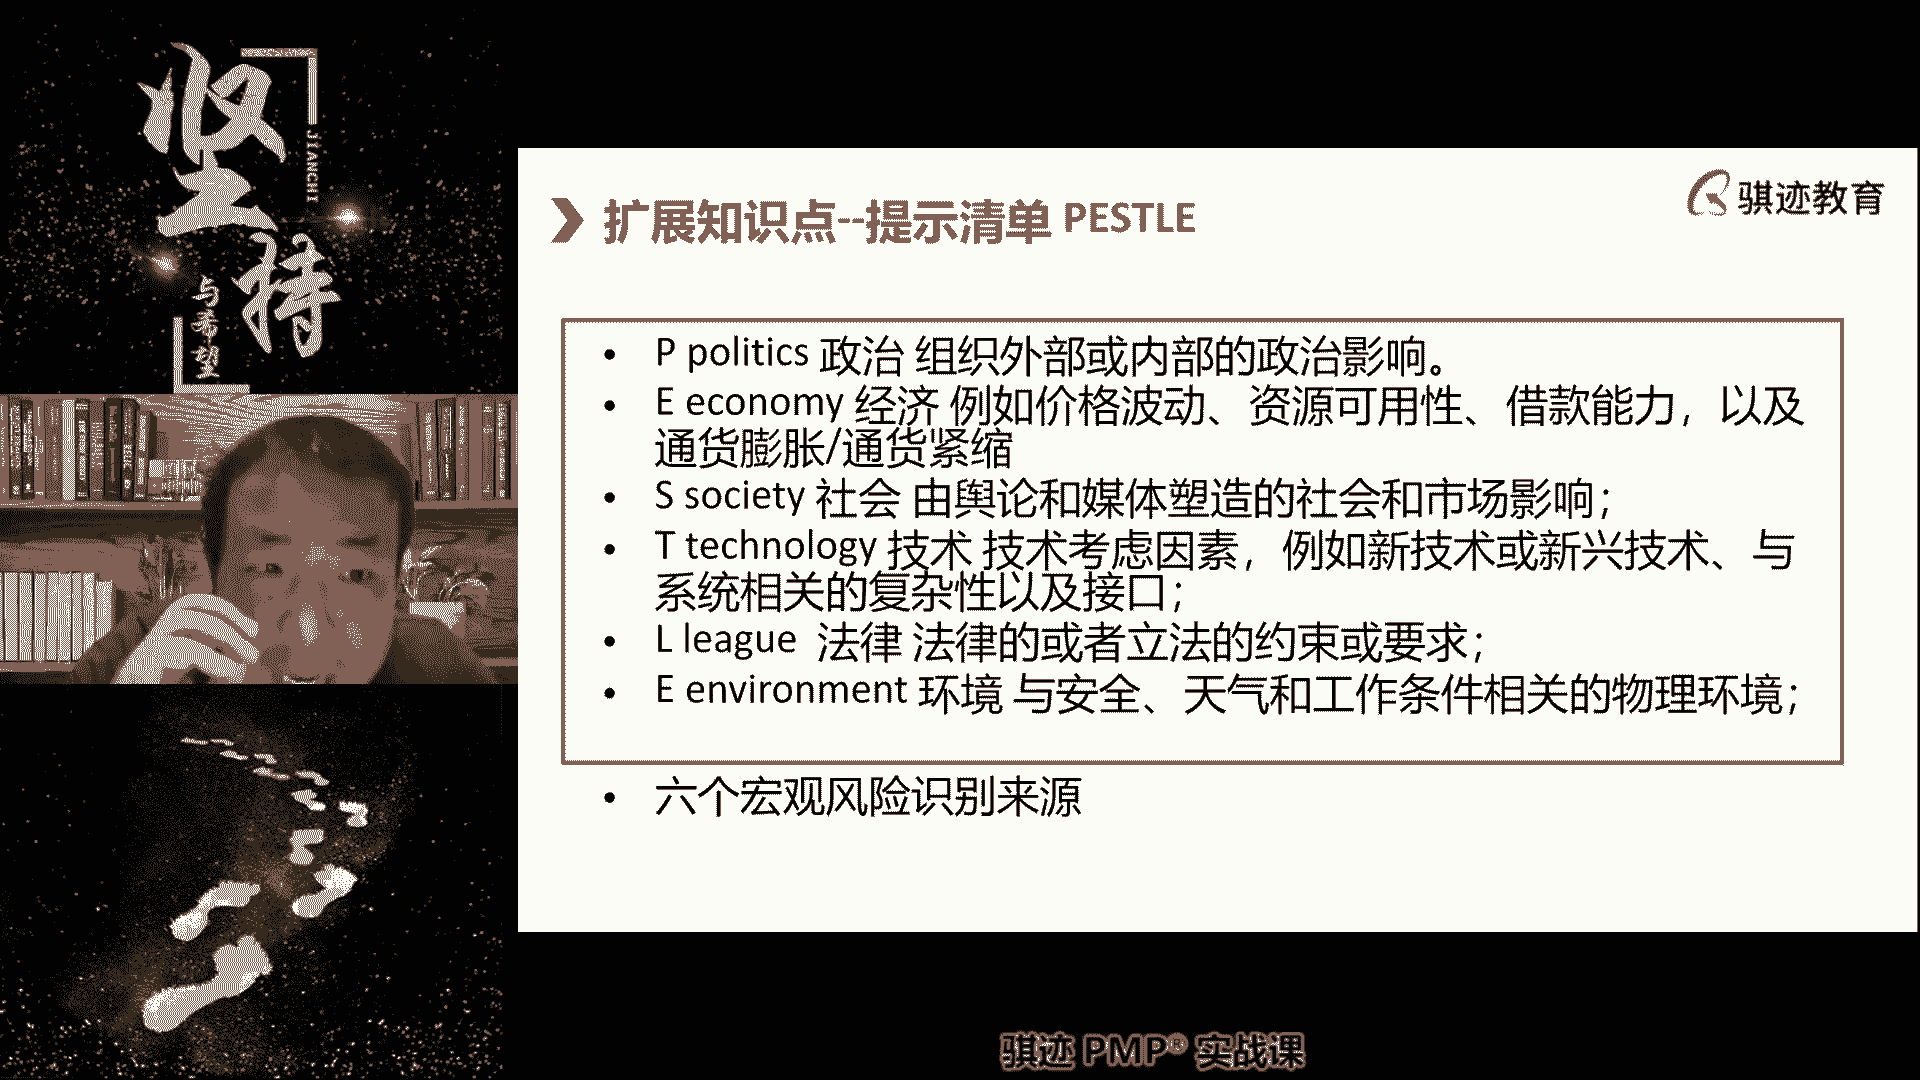 坚持
JIANCHI
与希望
骐迹教育
扩展知识点--提示清单 PESTLE
• P politics 政治 组织外部或内部的政治影响。
• E economy 经济 例如价格波动、资源可用性、借款能力，以及
通货膨胀/通货紧缩
• S society 社会 由舆论和媒体塑造的社会和市场影响；
• T technology 技术 技术考虑因素，例如新技术或新兴技术、与
系统相关的复杂性以及接口；
• L league 法律 法律的或者立法的约束或要求；
• E environment 环境 与安全、天气和工作条件相关的物理环境；
• 六个宏观风险识别来源
骐迹 PMP® 实战课